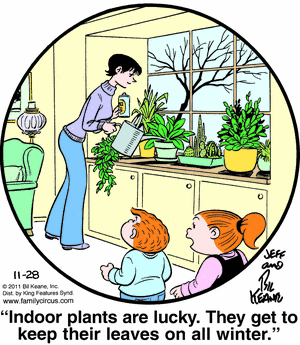 11-28
© 2011 Bil Keane, Inc.
Dist. by King Features Synd.
www.familycircus.com
JEFF
and
BIL
KEANE
“Indoor plants are lucky. They get to
keep their leaves on all winter.”